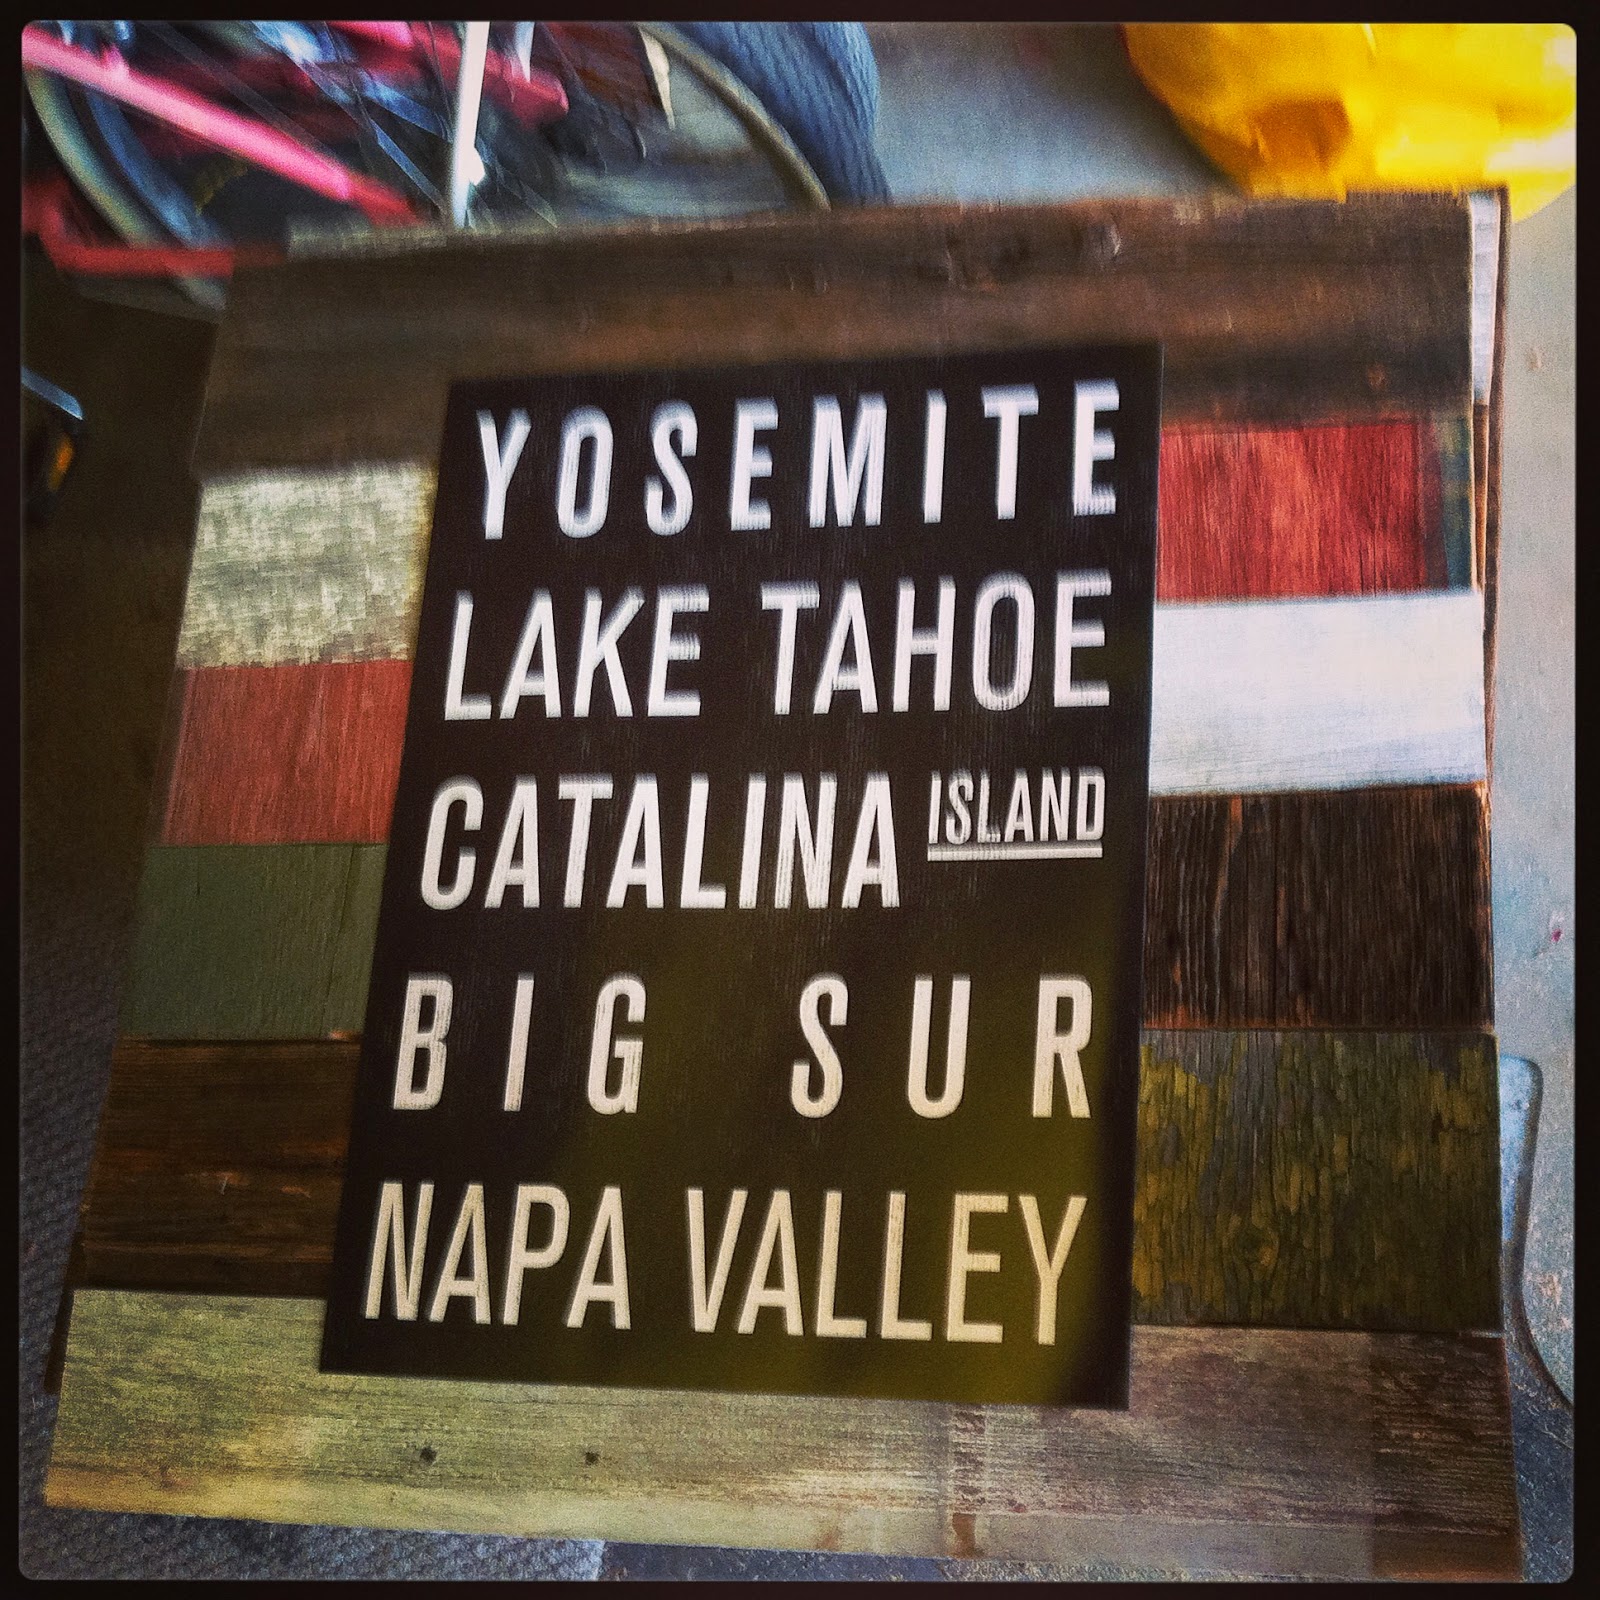 YOSEMITE
LAKE TAHOE
CATALINA ISLAND
BIG SUR
NAPA VALLEY